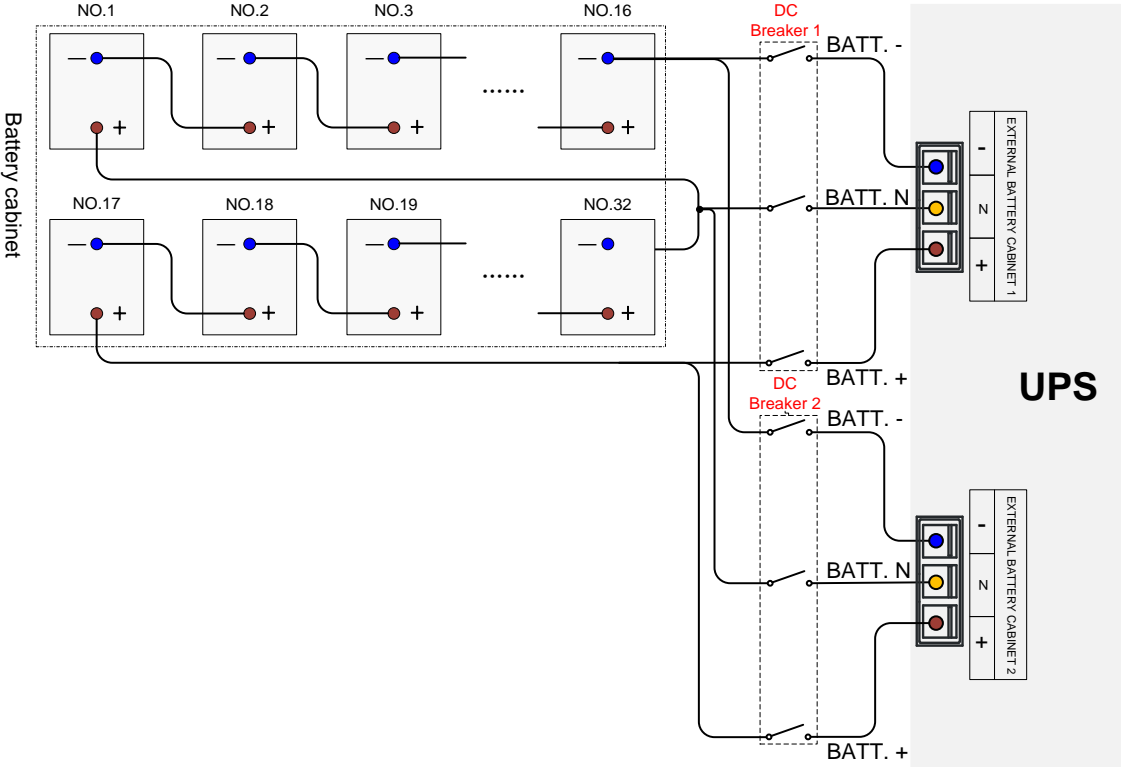 NO.1
NO.2
NO.3
NO.16
DC
Breaker 1
BATT. -
− − − ...... −
+ + + +
Battery cabinet
NO.17
NO.18
NO.19
NO.32
BATT. N
− − − ...... −
+ + + +
BATT. +
-
N
+
EXTERNAL BATTERY CABINET 1
UPS
DC
Breaker 2
BATT. -
BATT. N
BATT. +
-
N
+
EXTERNAL BATTERY CABINET 2